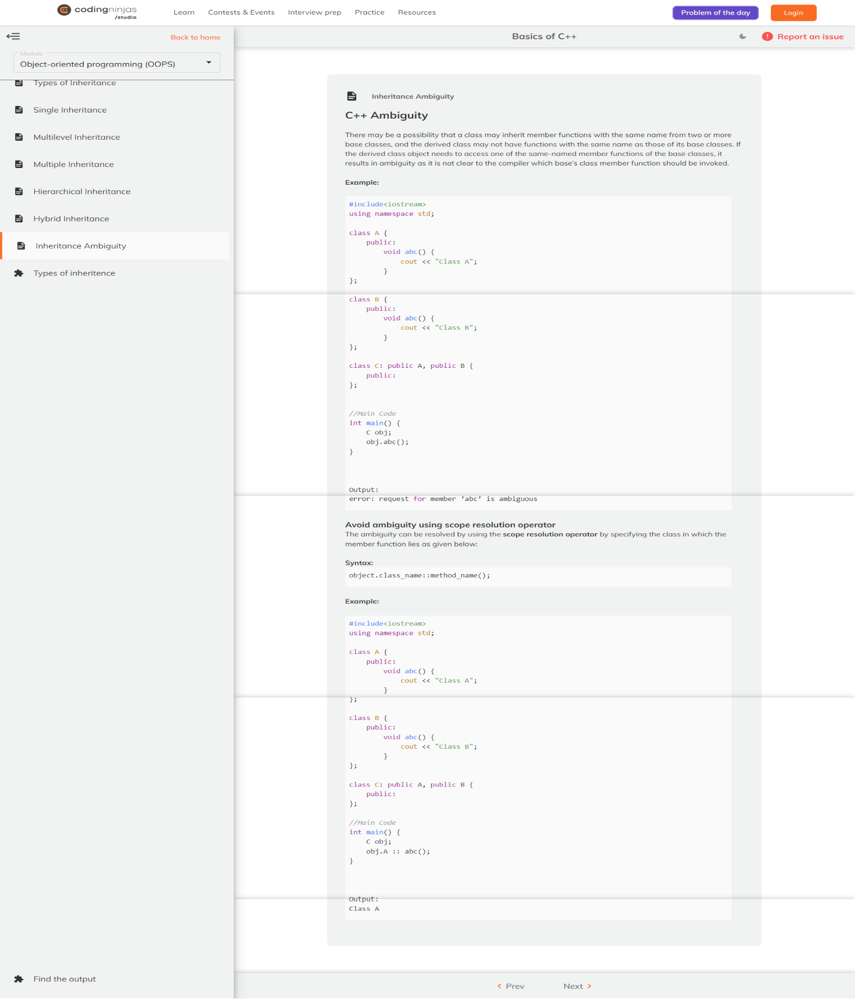 codingninjas
/studio
Learn
Contests & Events
Interview prep
Practice
Resources
Problem of the day
Login
Back to home
Module
Object-oriented programming (OOPS)
Types of Inheritance
Single Inheritance
Multilevel Inheritance
Multiple Inheritance
Hierarchical Inheritance
Hybrid Inheritance
Inheritance Ambiguity
Types of inheritence
Find the output
Basics of C++
Report an issue
Inheritance Ambiguity
C++ Ambiguity
There may be a possibility that a class may inherit member functions with the same name from two or more
base classes, and the derived class may not have functions with the same name as those of its base classes. If
the derived class object needs to access one of the same-named member functions of the base classes, it
results in ambiguity as it is not clear to the compiler which base's class member function should be invoked.
Example:
#include<iostream>
using namespace std;
class A {
public:
void abc() {
cout << "Class A";
}
};
class B {
public:
void abc() {
cout << "Class B";
}
};
class C: public A, public B {
public:
};
//Main Code
int main() {
C obj;
obj.abc();
}
Output:
error: request for member ‘abc’ is ambiguous
Avoid ambiguity using scope resolution operator
The ambiguity can be resolved by using the scope resolution operator by specifying the class in which the
member function lies as given below:
Syntax:
object.class_name::method_name();
Example:
#include<iostream>
using namespace std;
class A {
public:
void abc() {
cout << "Class A";
}
};
class B {
public:
void abc() {
cout << "Class B";
}
};
class C: public A, public B {
public:
};
//Main Code
int main() {
C obj;
obj.A :: abc();
}
Output:
Class A
Prev
Next